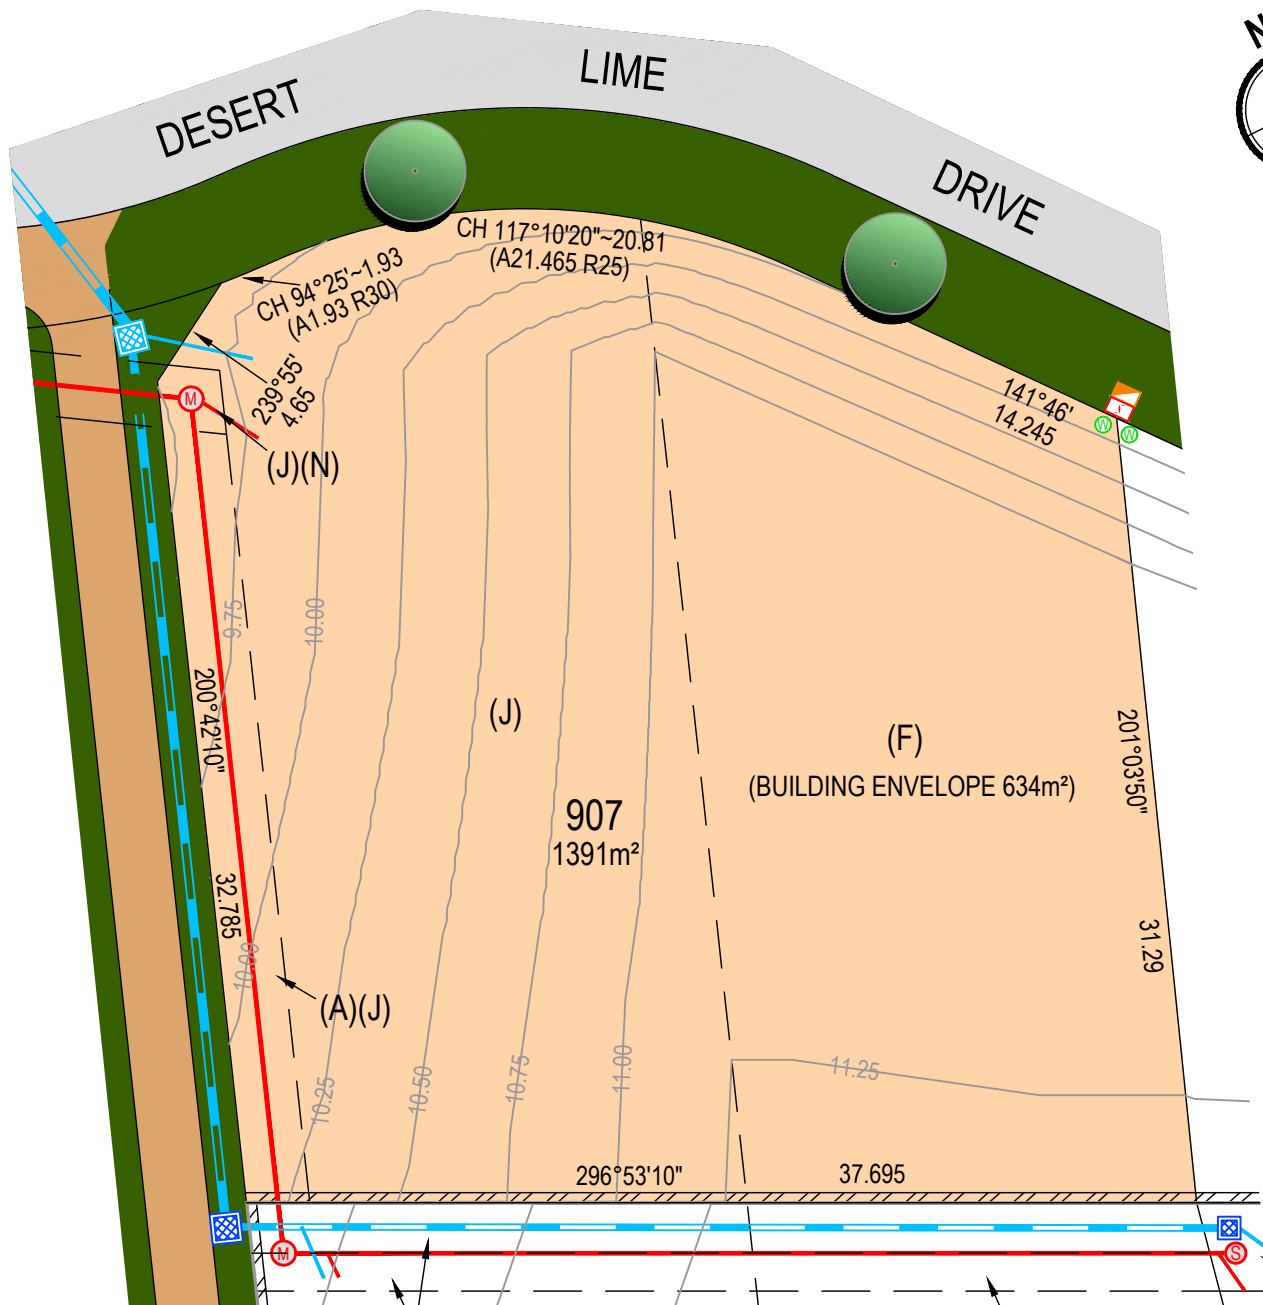 DESERT
LIME
DRIVE
N
CH 117°10'20"~20.81
(A21.465 R25)
CH 94°25'~1.93
(A1.93 R30)
239°55'
4.65
141°46'
14.245
M
W
W
(J)(N)
9.75
10.00
200°42'10"
(J)
(F)
(BUILDING ENVELOPE 634m²)
201°03'50"
907
1391m²
32.785
31.29
10.00
(A)(J)
10.25
10.50
10.75
11.00
11.25
296°53'10"
37.695
M
S